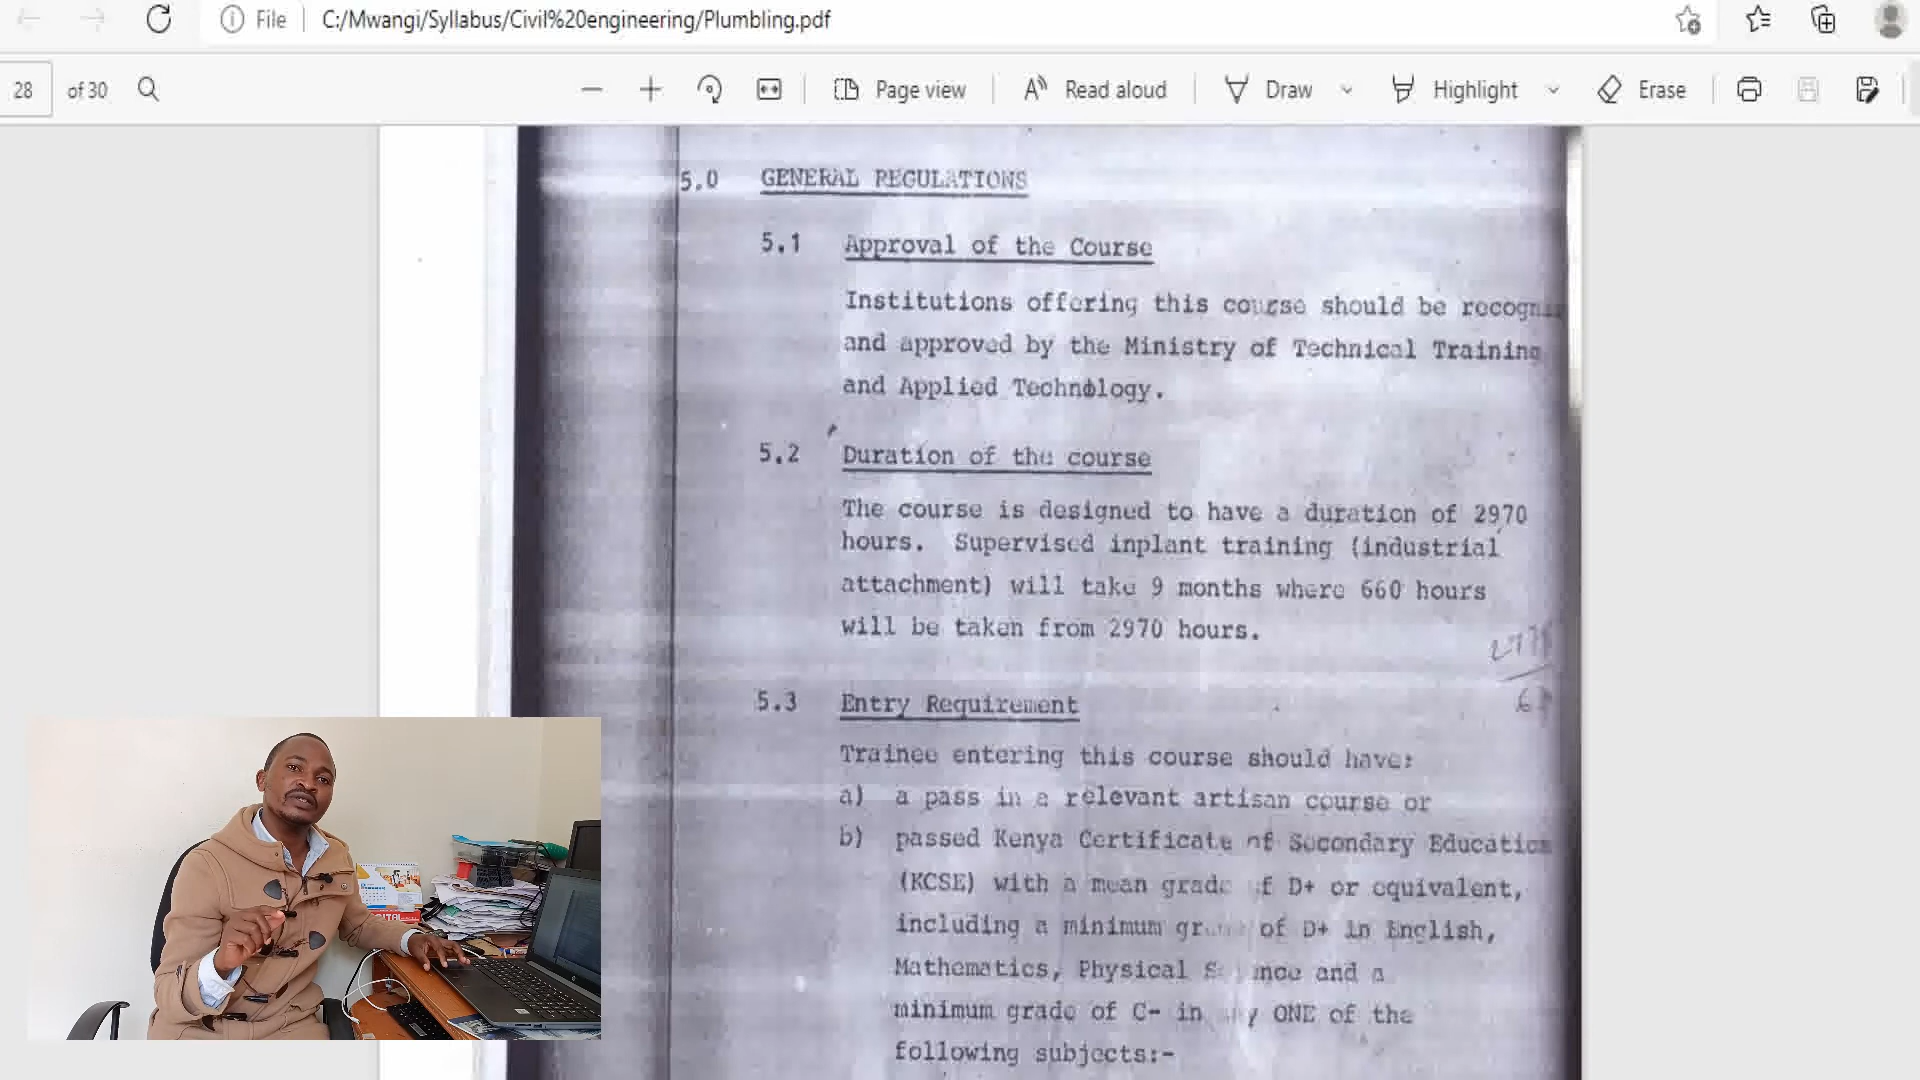 File C:/Mwangi/Syllabus/Civil%20engineering/Plumbling.pdf
28 of 30 Page view Read aloud Draw Highlight Erase
5.0 GENERAL REGULATIONS
5.1 Approval of the Course
Institutions offering this course should be
and approved by the Ministry of Technical Training
and Applied Technology.
5.2 Duration of the course
The course is designed to have a duration of 2970
hours. Supervised inplant training (industrial
attachment) will take 9 months where 660 hours
will be taken from 2970 hours.
5.3 Entry Requirement
Trainee entering this course should have:
a) a pass in a relevant artisan course or
b) passed Kenya Certificate of Secondary Education
(KCSE) with a mean grade of D+ or equivalent,
including a minimum grade of D+ in English,
Mathematics, Physical Science and a
minimum grade of C- in any ONE of the
following subjects:-